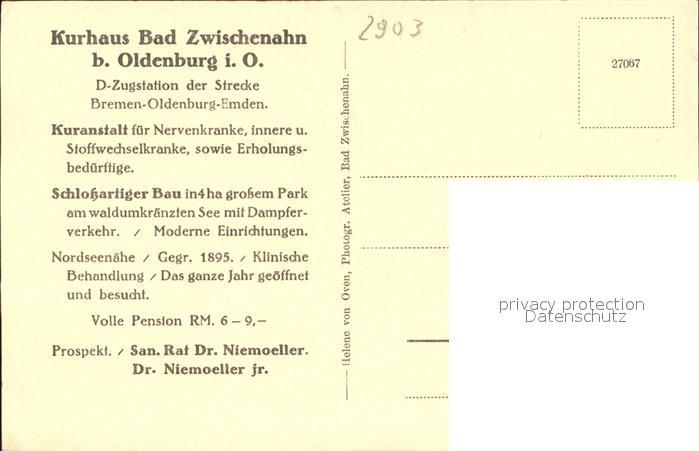 Kurhaus Bad Zwischenahn
b. Oldenburg i. O.
D-Zugstation der Strecke
Bremen-Oldenburg-Emden.
Kuranstalt für Nervenkranke, innere u.
Stoffwechselkranke, sowie Erholungs-
bedürftige.
Schloßartiger Bau in 4 ha großem Park
am waldumkränzten See mit Dampfer-
verkehr. / Moderne Einrichtungen.
Nordseenähe / Gegr. 1895. / Klinische
Behandlung / Das ganze Jahr geöffnet
und besucht.
Volle Pension RM. 6 – 9,–
Prospekt. / San. Rat Dr. Niemoeller.
Dr. Niemoeller jr.
Helene von Oven, Photogr. Atelier, Bad Zwischenahn.
2903
27067
privacy protection
Datenschutz